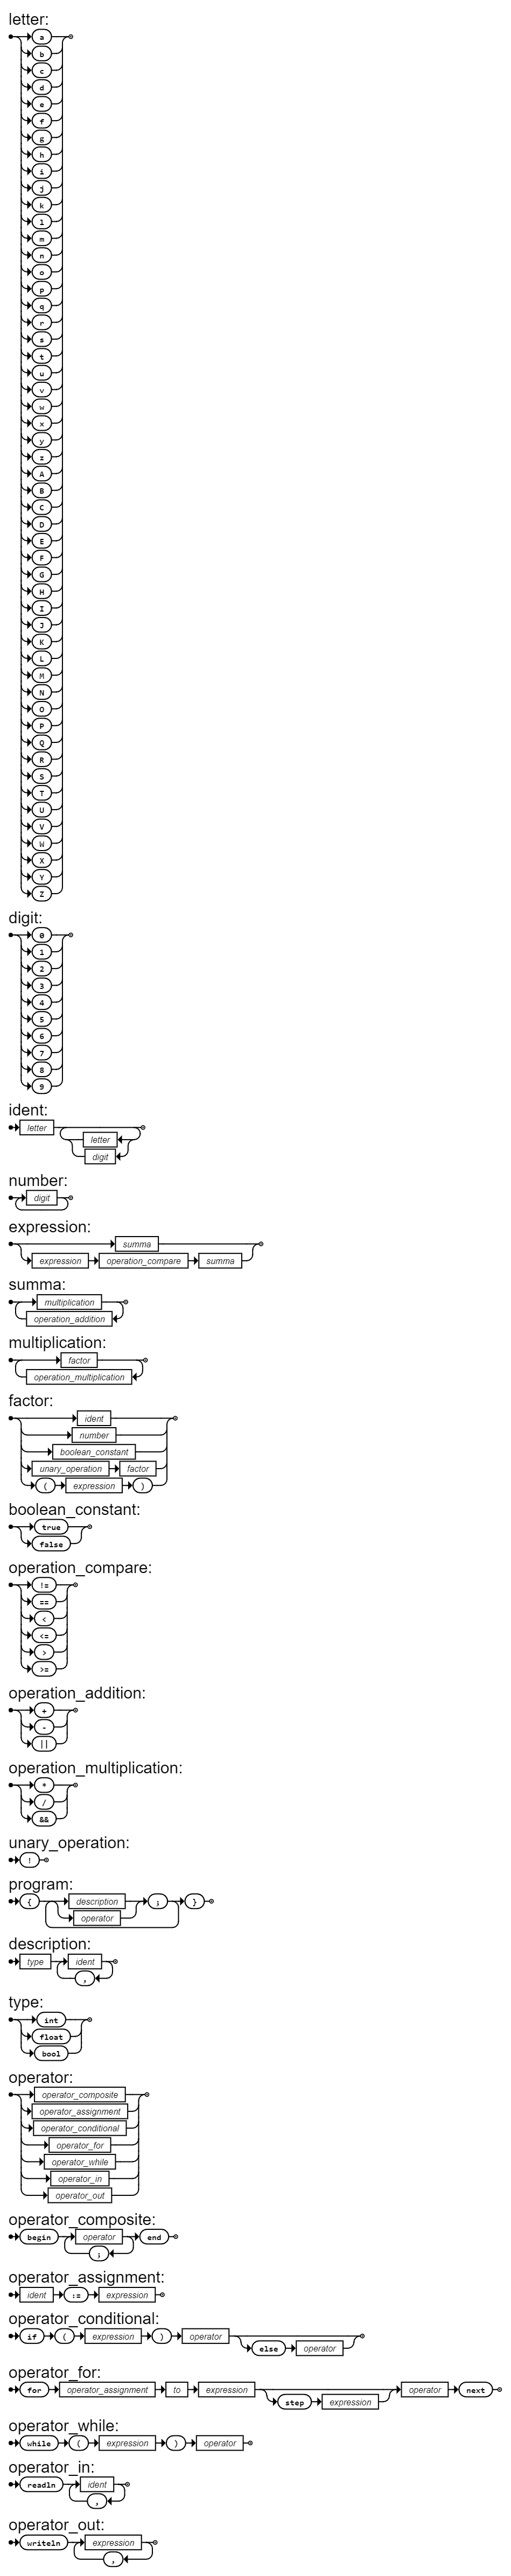 letter:
a
b
c
d
e
f
g
h
i
j
k
l
m
n
o
p
q
r
s
t
u
v
w
x
y
z
A
B
C
D
E
F
G
H
I
J
K
L
M
N
O
P
Q
R
S
T
U
V
W
X
Y
Z
digit:
0
1
2
3
4
5
6
7
8
9
ident:
letter
letter
digit
number:
digit
expression:
summa
expression operation_compare summa
summa:
multiplication
operation_addition
multiplication:
factor
operation_multiplication
factor:
ident
number
boolean_constant
unary_operation factor
( expression )
boolean_constant:
true
false
operation_compare:
!=
==
<
<=
>
>=
operation_addition:
+
-
||
operation_multiplication:
*
/
&&
unary_operation:
!
program:
{ description ; }
operator
description:
type ident
,
type:
int
float
bool
operator:
operator_composite
operator_assignment
operator_conditional
operator_for
operator_while
operator_in
operator_out
operator_composite:
begin operator end
;
operator_assignment:
ident := expression
operator_conditional:
if ( expression ) operator
else operator
operator_for:
for operator_assignment to expression operator next
step expression
operator_while:
while ( expression ) operator
operator_in:
readln ident
,
operator_out:
writeln expression
,